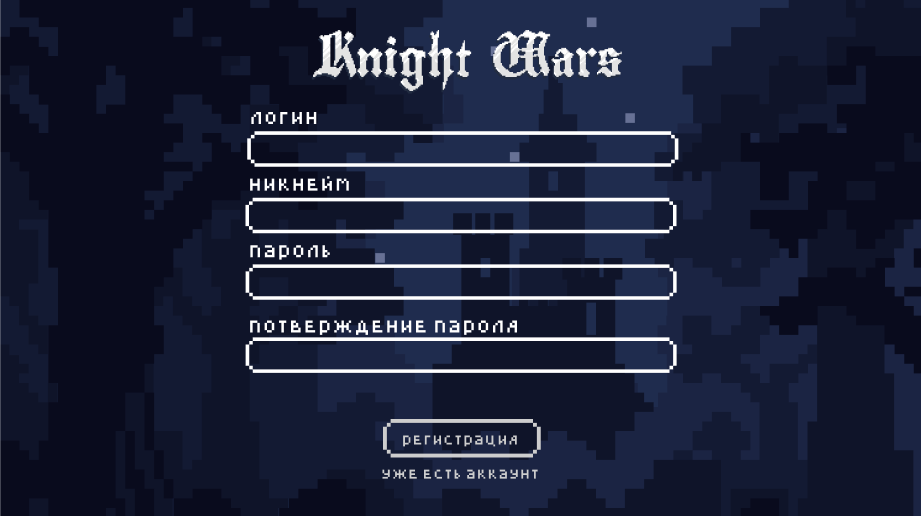 Knight Wars
логин
никнейм
пароль
потверждение пароля
регистрация
уже есть аккаунт